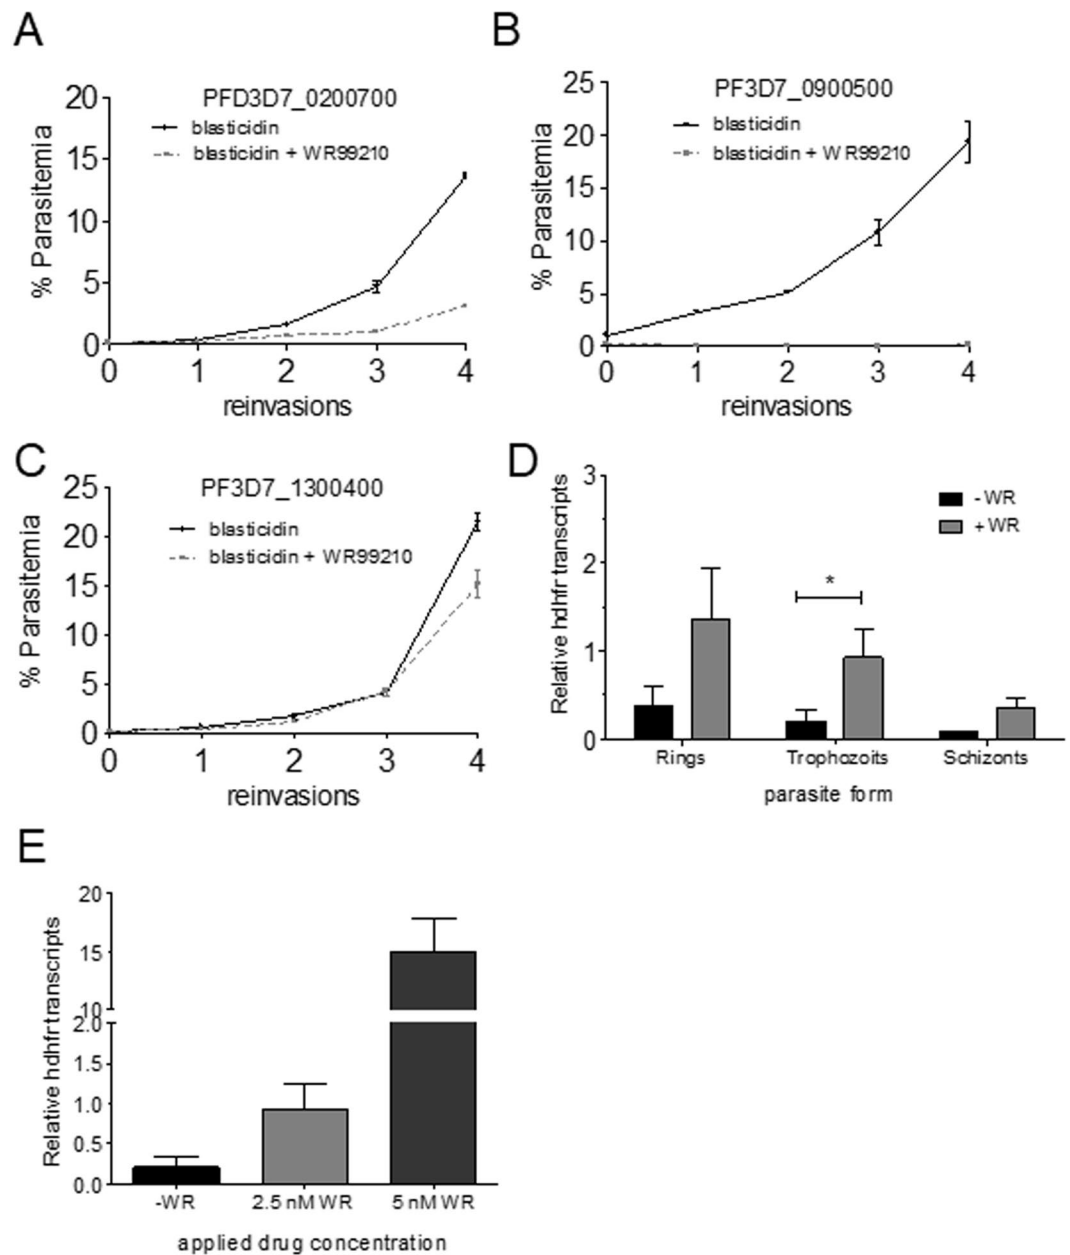 A
PFD3D7_0200700
blasticidin
blasticidin + WR99210
% Parasitemia
20
15
10
5
0
0 1 2 3 4
reinvasions
B
PF3D7_0900500
blasticidin
blasticidin + WR99210
% Parasitemia
25
20
15
10
5
0
0 1 2 3 4
reinvasions
C
PF3D7_1300400
blasticidin
blasticidin + WR99210
% Parasitemia
25
20
15
10
5
0
0 1 2 3 4
reinvasions
D
Relative hdhfr transcripts
3
2
1
0
- WR
+ WR
*
Rings Trophozoits Schizonts
parasite form
E
Relative hdhfr transcripts
20
15
10
2.0
1.5
1.0
0.5
0.0
-WR 2.5 nM WR 5 nM WR
applied drug concentration